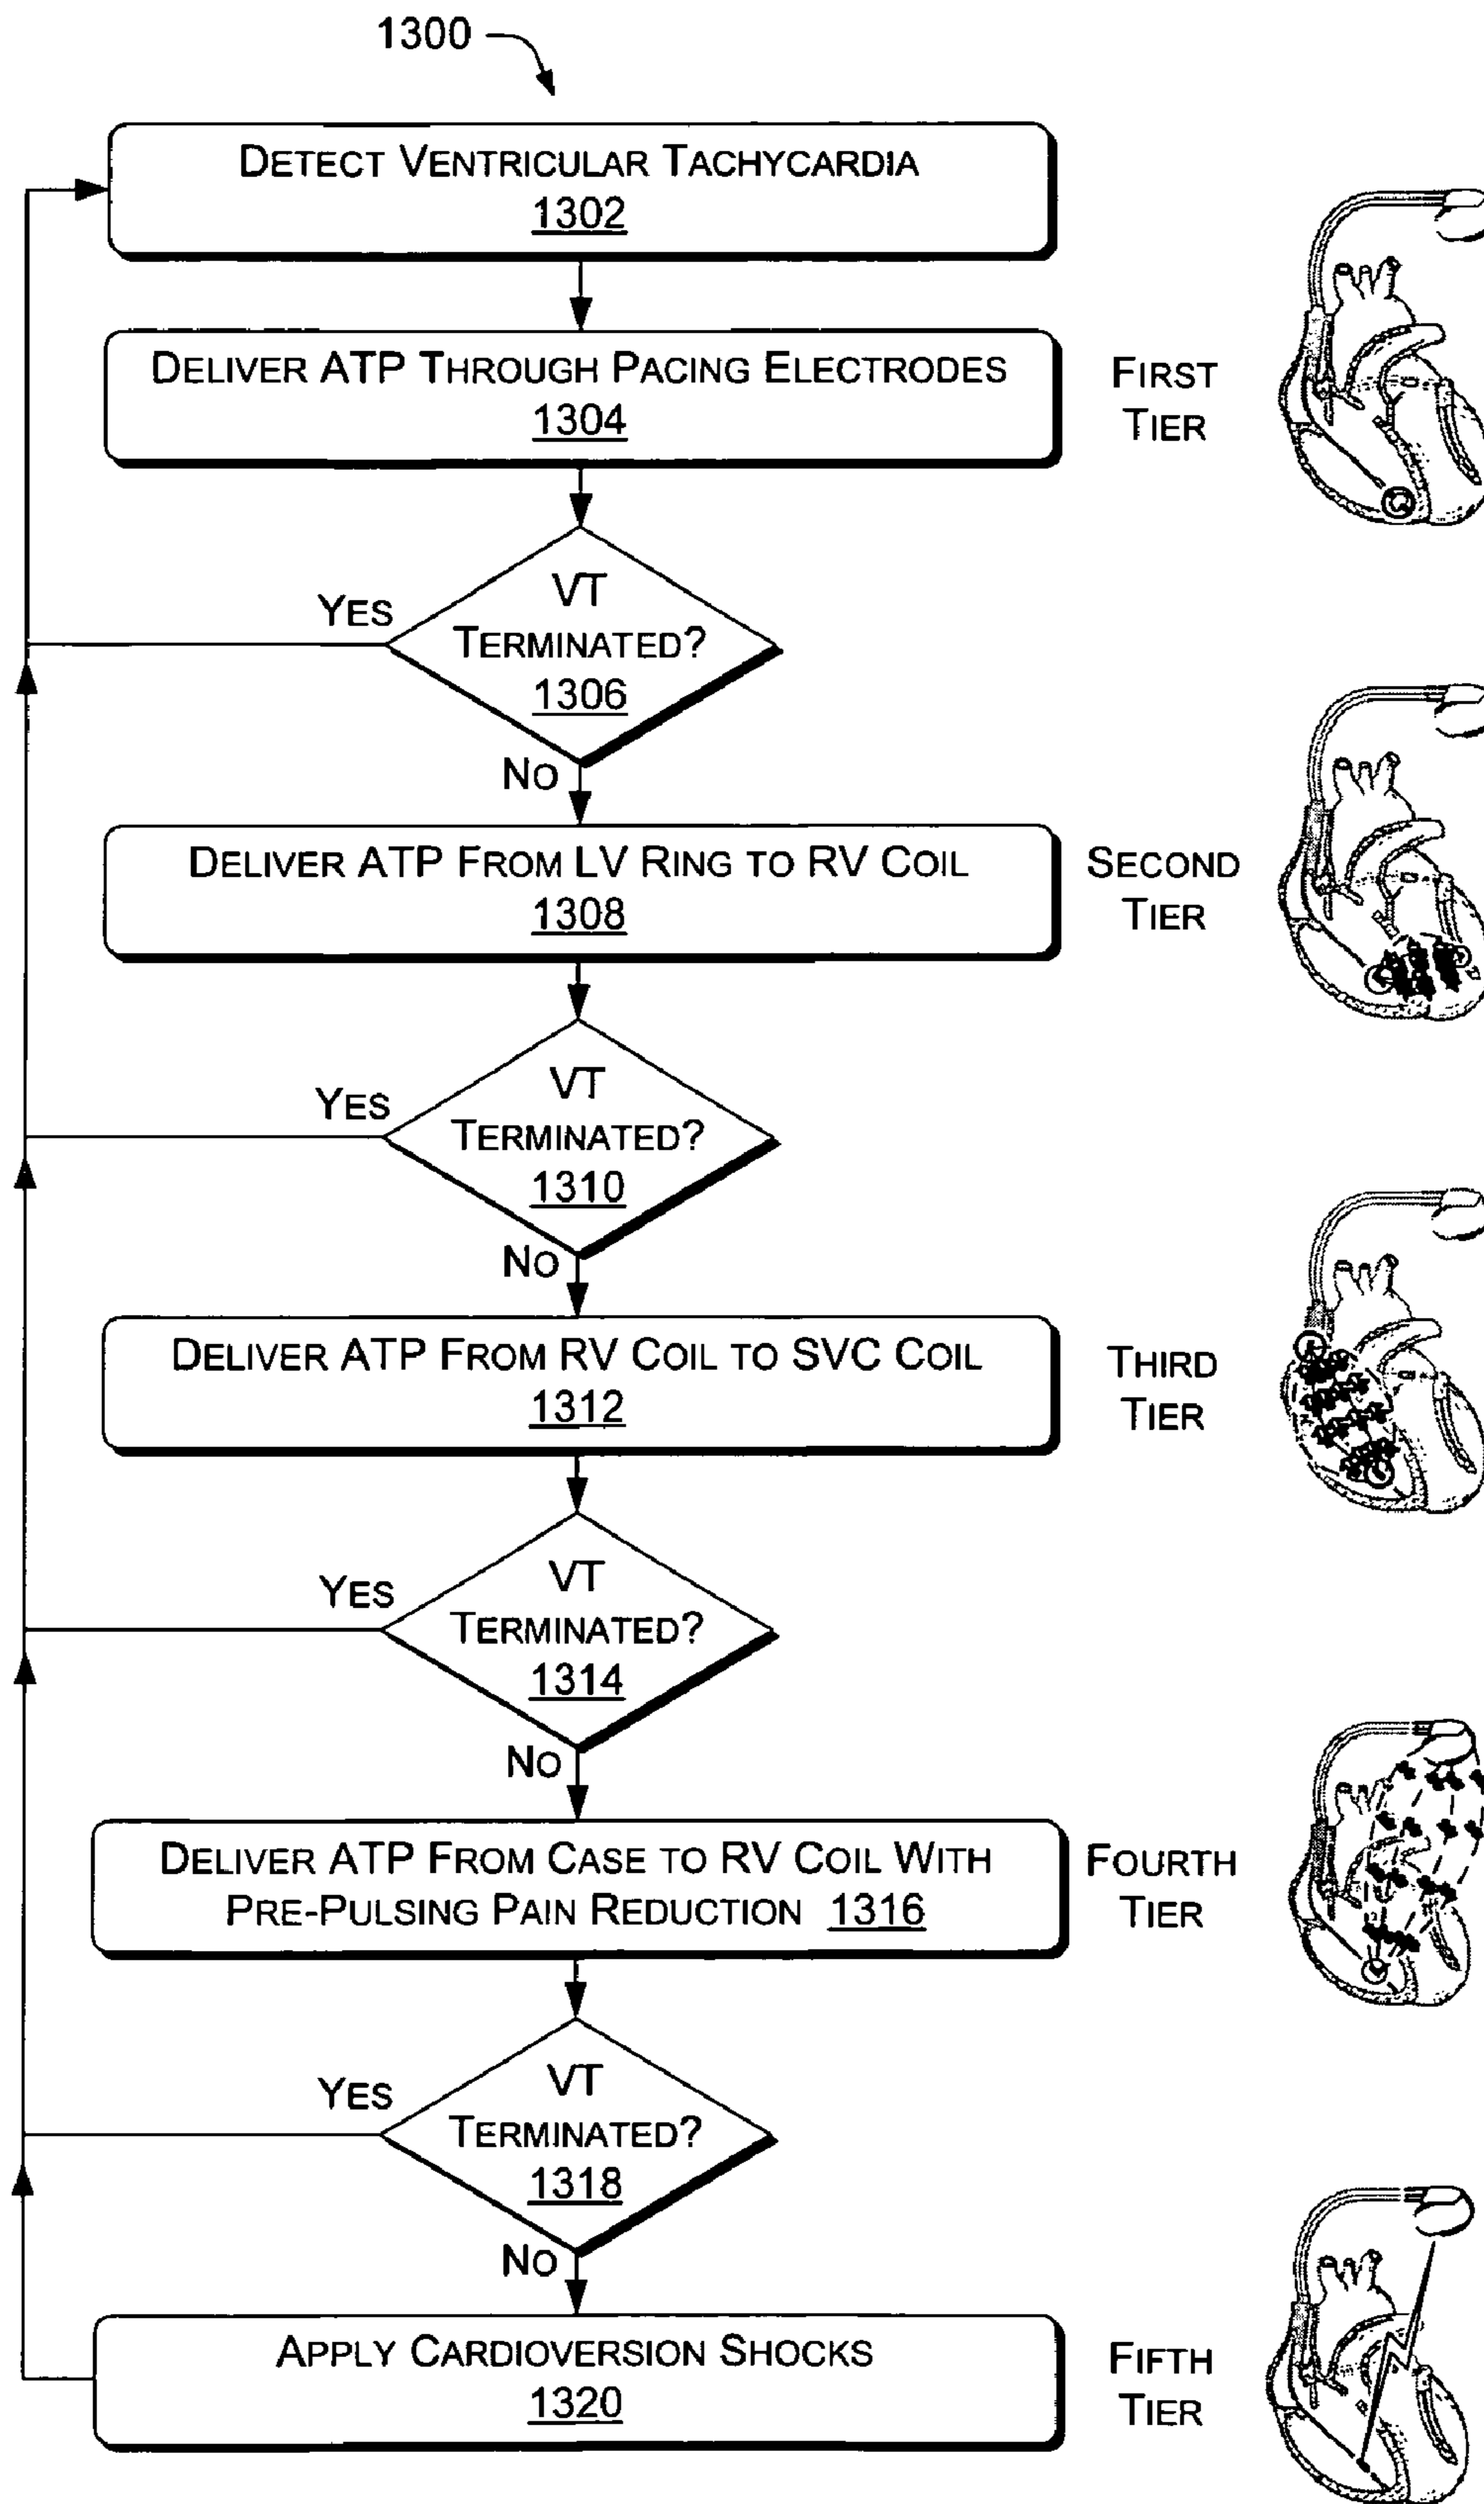 1300
DETECT VENTRICULAR TACHYCARDIA
1302
DELIVER ATP THROUGH PACING ELECTRODES
1304
FIRST
TIER
VT
TERMINATED?
1306
YES
NO
DELIVER ATP FROM LV RING TO RV COIL
1308
SECOND
TIER
VT
TERMINATED?
1310
YES
NO
DELIVER ATP FROM RV COIL TO SVC COIL
1312
THIRD
TIER
VT
TERMINATED?
1314
YES
NO
DELIVER ATP FROM CASE TO RV COIL WITH
PRE-PULSING PAIN REDUCTION 1316
FOURTH
TIER
VT
TERMINATED?
1318
YES
NO
APPLY CARDIOVERSION SHOCKS
1320
FIFTH
TIER